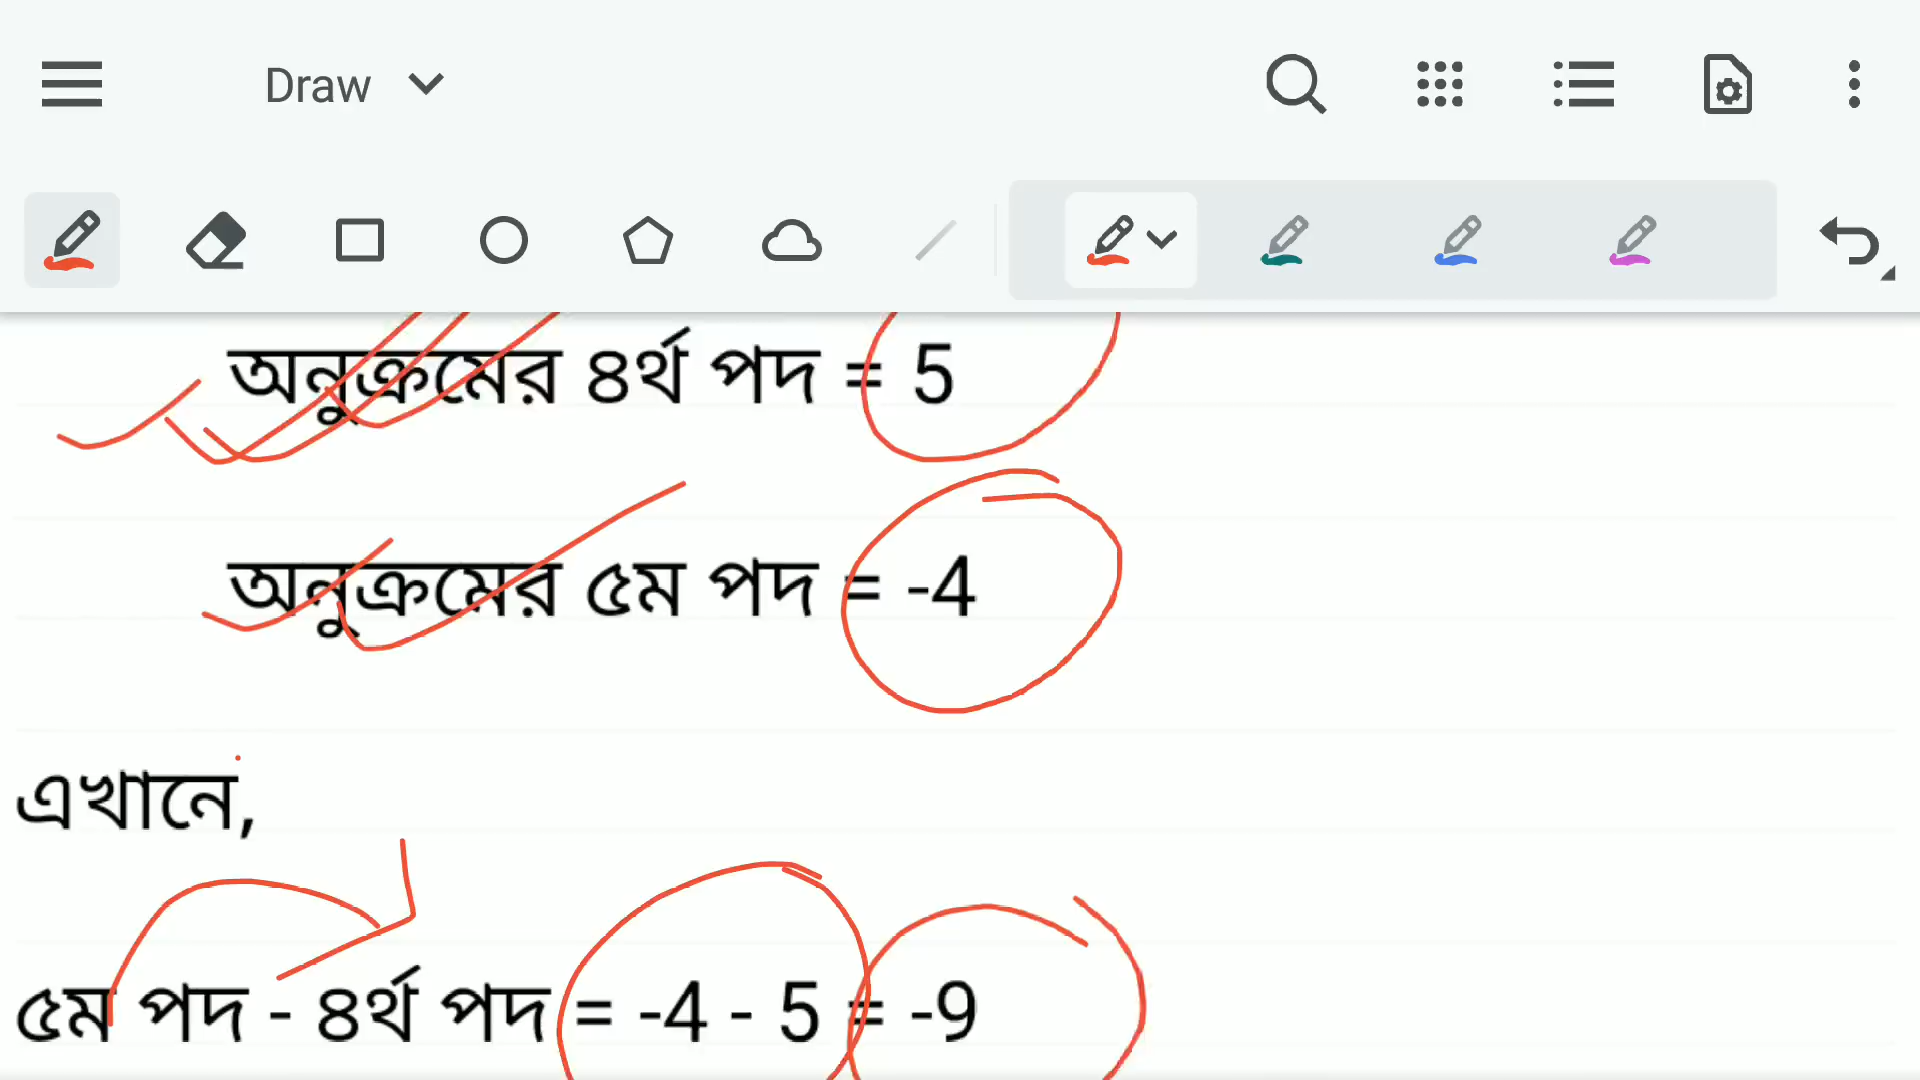 Draw
অনুক্রমের ৪র্থ পদ = 5
অনুক্রমের ৫ম পদ = -4
এখানে,
৫ম পদ - ৪র্থ পদ = -4 - 5 = -9